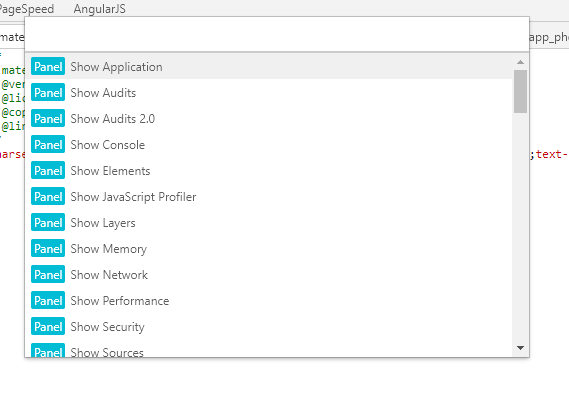 PageSpeed AngularJS
mate
app_pho
Panel Show Application
mate
Panel Show Audits
@ver
@lic
Panel Show Audits 2.0
@cop
@lin
Panel Show Console
arse
;text-
Panel Show Elements
Panel Show JavaScript Profiler
Panel Show Layers
Panel Show Memory
Panel Show Network
Panel Show Performance
Panel Show Security
Panel Show Sources